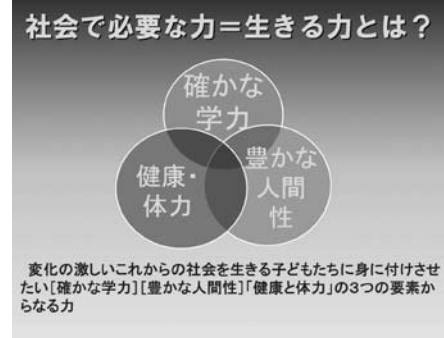 社会で必要な力＝生きる力とは？
確かな
学力
健康・
体力
豊かな
人間
性
変化の激しいこれからの社会を生きる子どもたちに身に付けさせ
たい［確かな学力］［豊かな人間性］「健康と体力」の3つの要素か
らなる力